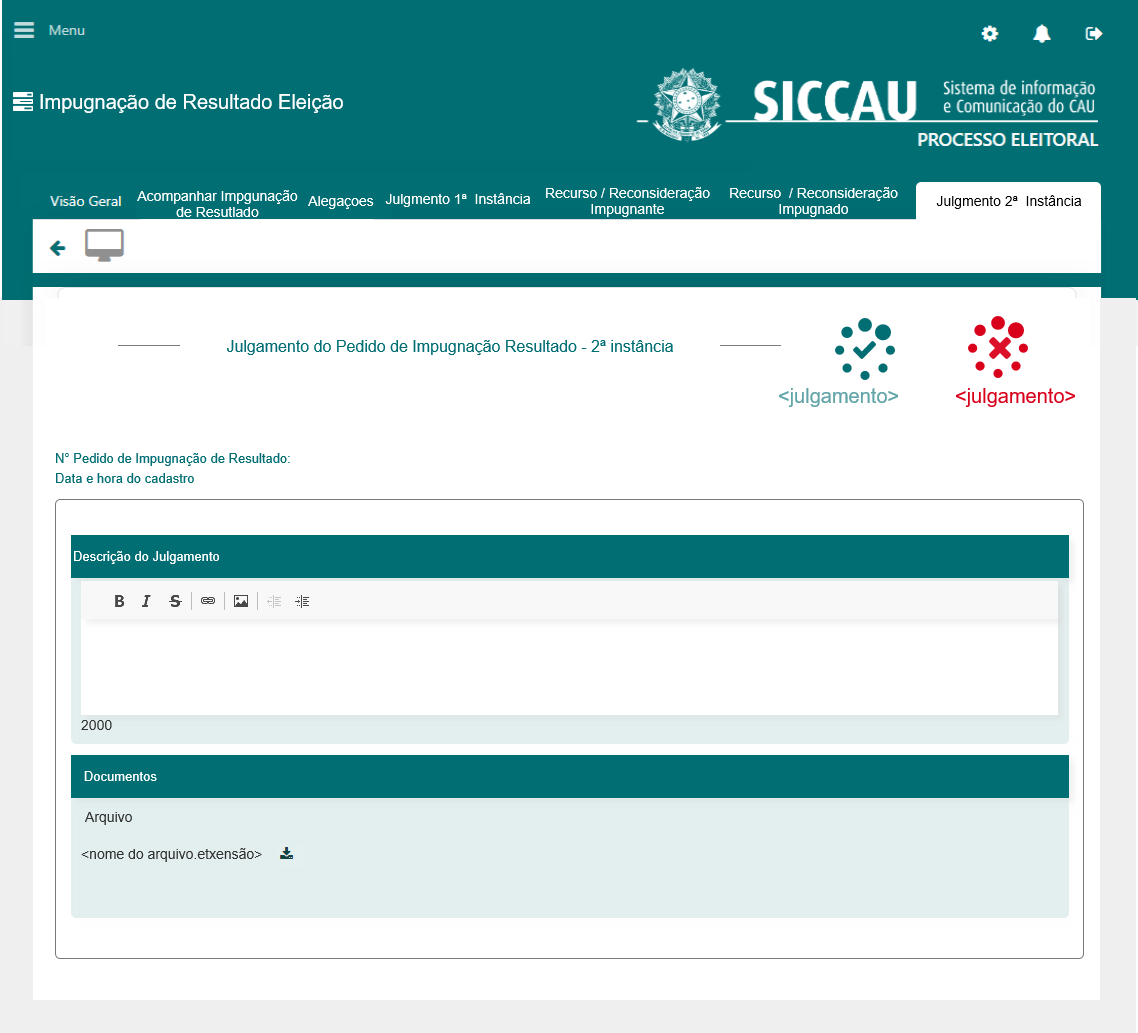 Menu
Impugnação de Resultado Eleição
SICCAU
Sistema de informação
e Comunicação do CAU
PROCESSO ELEITORAL
Visão Geral
Acompanhar Impgunação
de Resutlado
Alegaçoes
Julgmento 1ª Instância
Recurso / Reconsideração
Impugnante
Recurso / Reconsideração
Impugnado
Julgmento 2ª Instância
Julgamento do Pedido de Impugnação Resultado - 2ª instância
<julgamento>
<julgamento>
N° Pedido de Impugnação de Resultado:
Data e hora do cadastro
Descrição do Julgamento
B I S
2000
Documentos
Arquivo
<nome do arquivo.etxensão>